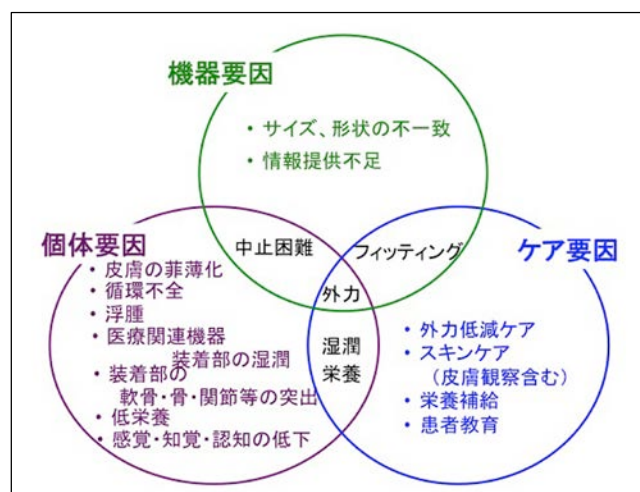 機器要因
・サイズ、形状の不一致
・情報提供不足
個体要因
・皮膚の菲薄化
・循環不全
・浮腫
・医療関連機器
装着部の湿潤
・装着部の
軟骨・骨・関節等の突出
・低栄養
・感覚・知覚・認知の低下
中止困難
フィッティング
外力
湿潤
栄養
ケア要因
・外力低減ケア
・スキンケア
（皮膚観察含む）
・栄養補給
・患者教育